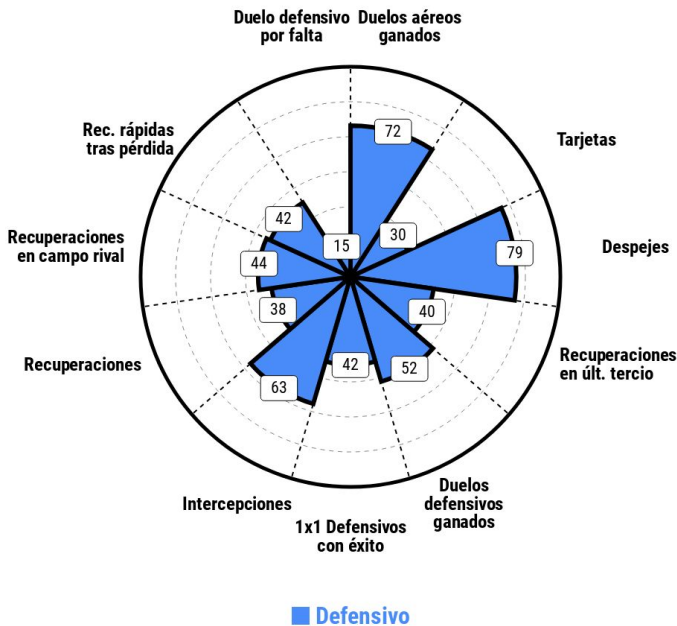 Duelo defensivo
por falta
Duelos aéreos
ganados
Rec. rápidas
tras pérdida
Tarjetas
72
42
15
30
Recuperaciones
en campo rival
Despejes
79
44
38
40
Recuperaciones
Recuperaciones
en últ. tercio
63
42
52
Intercepciones
1x1 Defensivos
con éxito
Duelos
defensivos
ganados
Defensivo